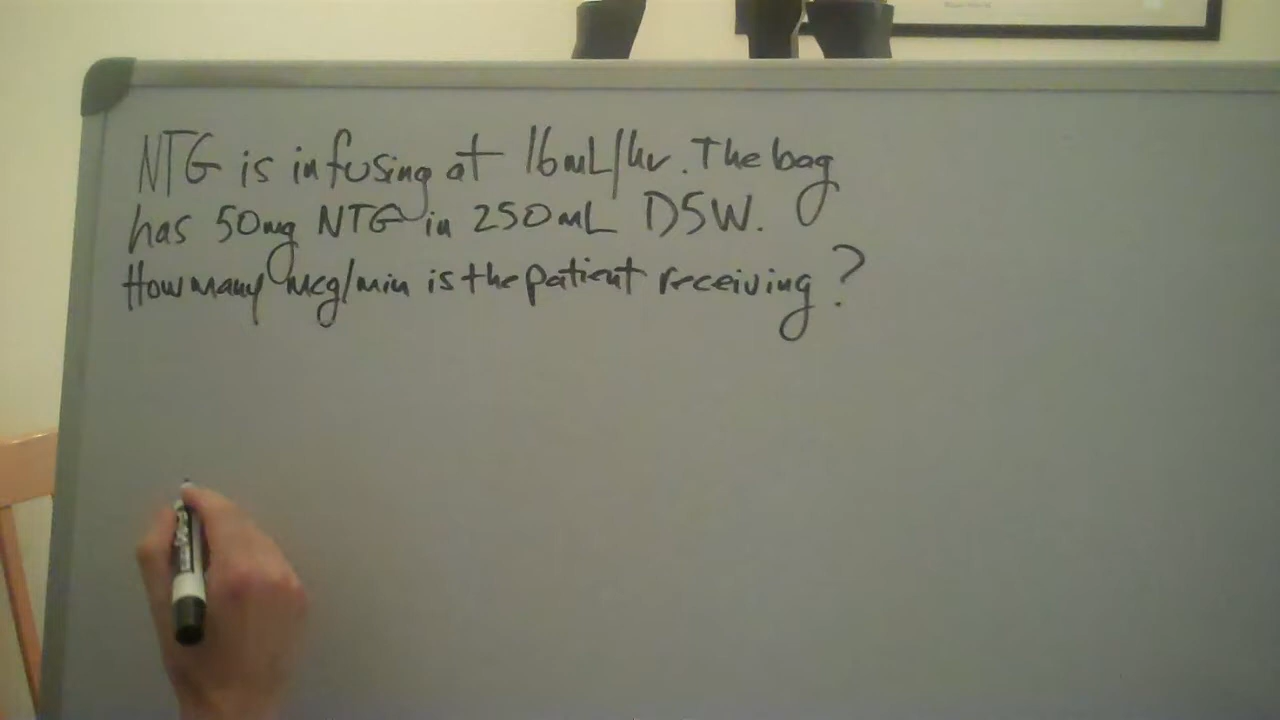 NTG is infusing at 16mL/hr. The bag
has 50mg NTG in 250mL D5W.
How many mcg/min is the patient receiving?